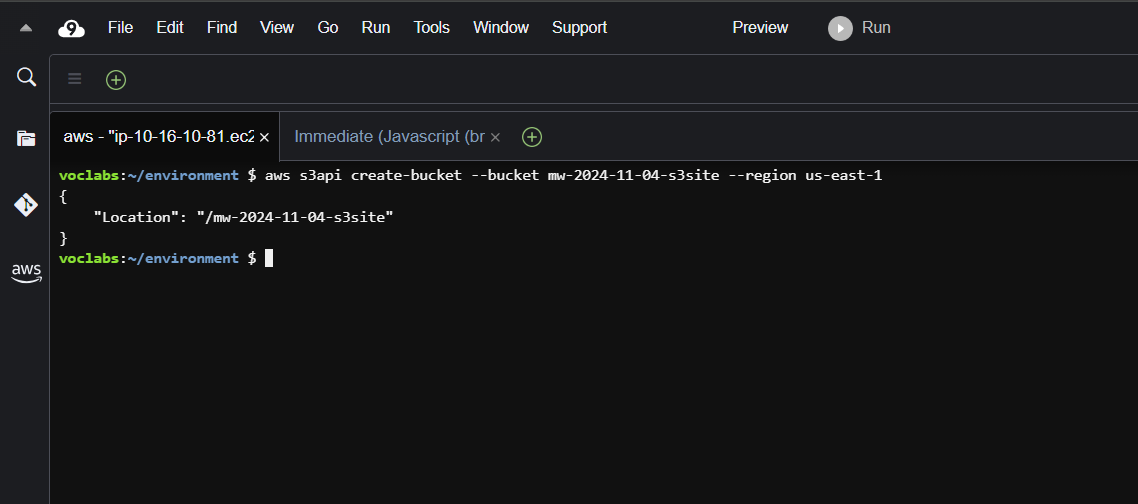 9 File Edit Find View Go Run Tools Window Support Preview Run
aws - "ip-10-16-10-81.ec2 × Immediate (Javascript (br ×
voclabs:~/environment $ aws s3api create-bucket --bucket mw-2024-11-04-s3site --region us-east-1
{
    "Location": "/mw-2024-11-04-s3site"
}
voclabs:~/environment $
aws